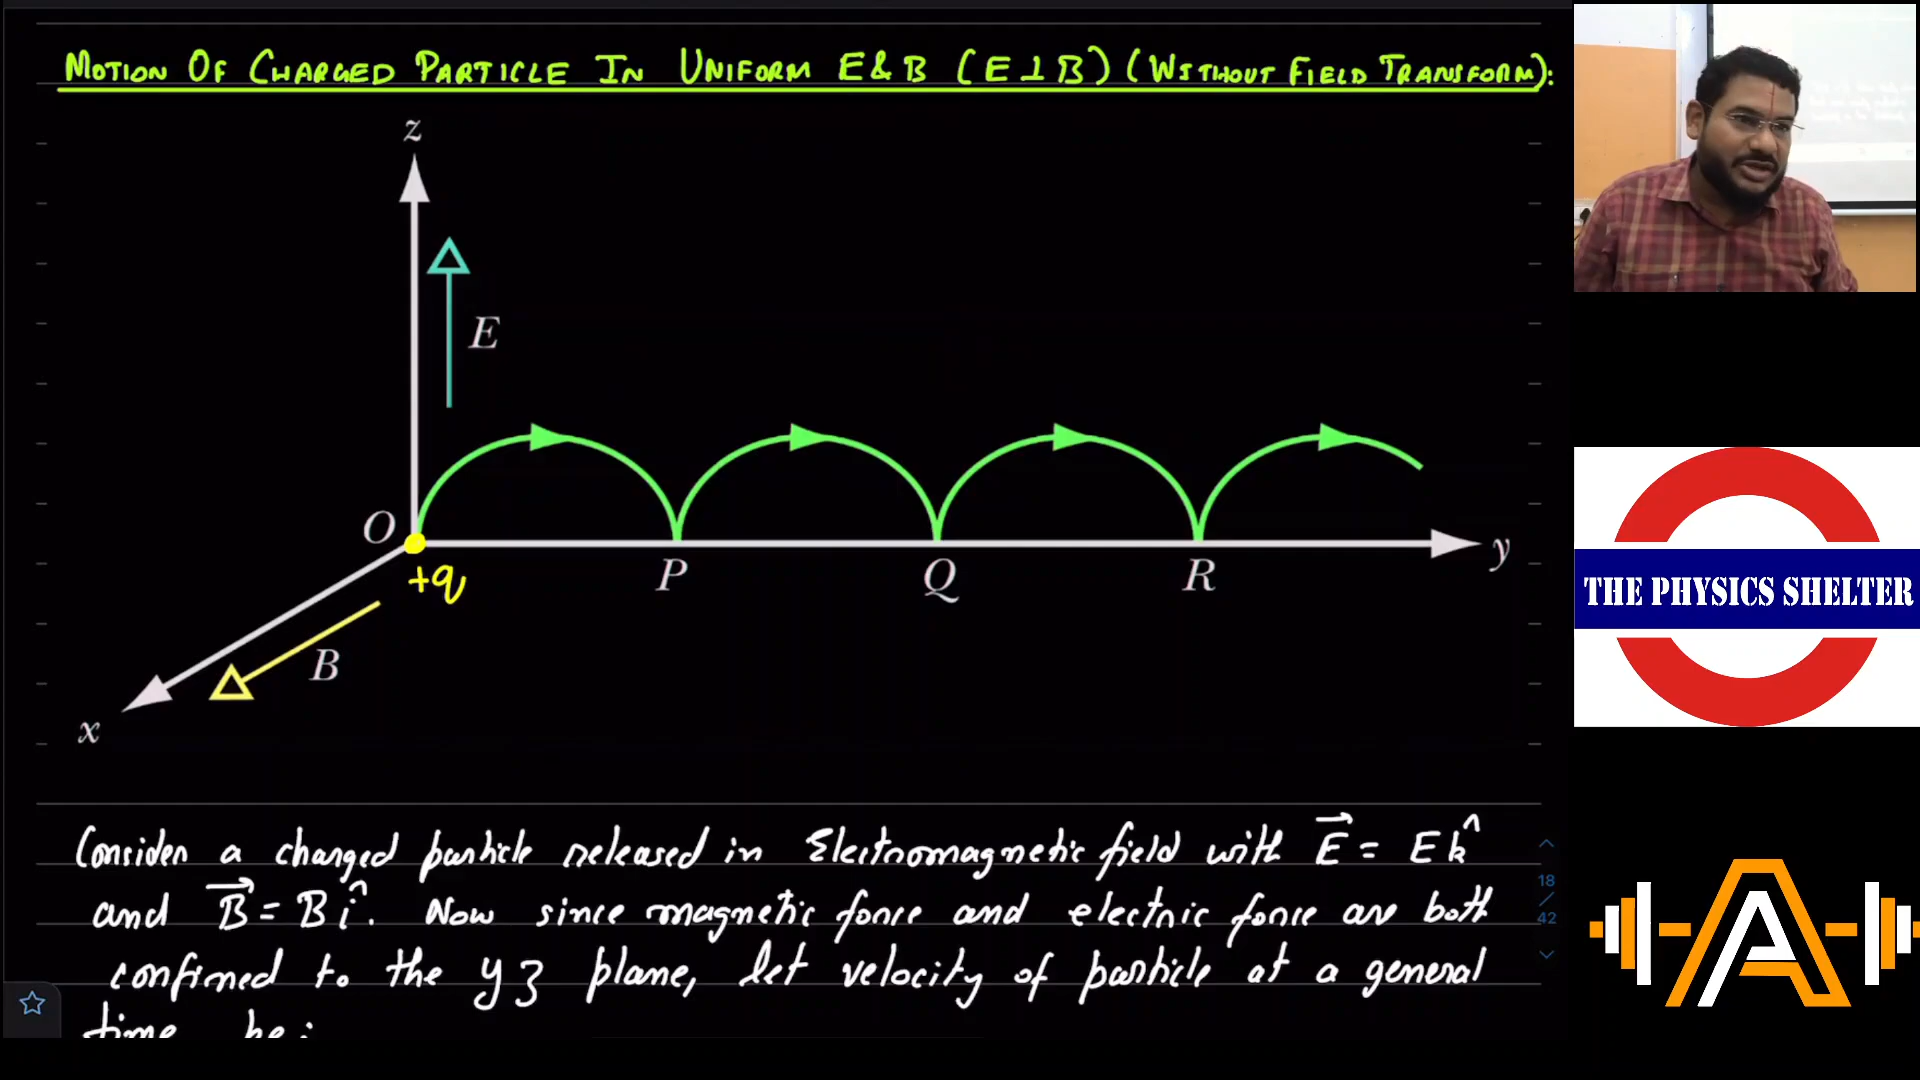 MOTION OF CHARGED PARTICLE IN UNIFORM E & B (E ⊥ B) (WITHOUT FIELD TRANSFORM):
z
E
O
+q
P
Q
R
y
B
x
THE PHYSICS SHELTER
Consider a charged particle released in Electromagnetic field with E⃗ = E k̂
and B⃗ = B î. Now since magnetic force and electric force are both
confined to the yz plane, let velocity of particle at a general
time be:
18
/
42
A